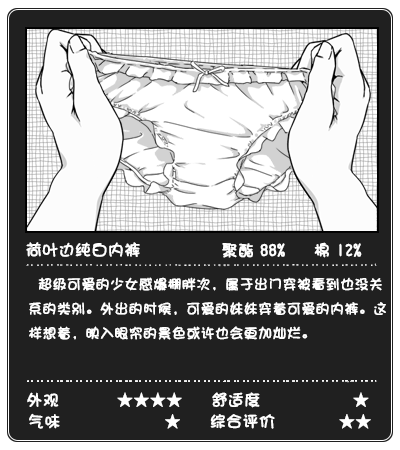 荷叶边纯白内裤 聚酯 88% 棉 12%
超级可爱的少女感爆棚胖次，属于出门穿被看到也没关
系的类别。外出的时候，可爱的妹妹穿着可爱的内裤。这
样想着，映入眼帘的景色或许也会更加灿烂。
外观 ★★★★ 舒适度 ★
气味 ★ 综合评价 ★★